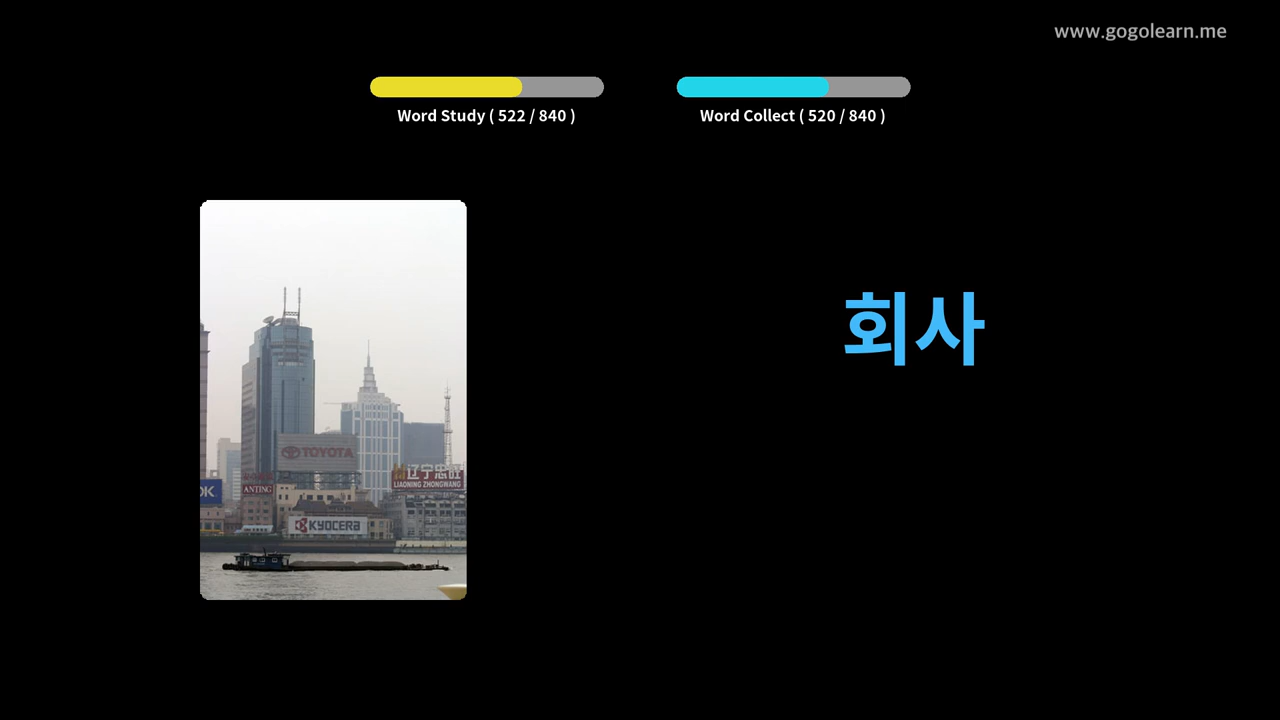 www.gogolearn.me
Word Study ( 522 / 840 )
Word Collect ( 520 / 840 )
회사
TOYOTA
辽宁忠旺
LIAONING ZHONGWANG
ANTING
OK
KYOCERA